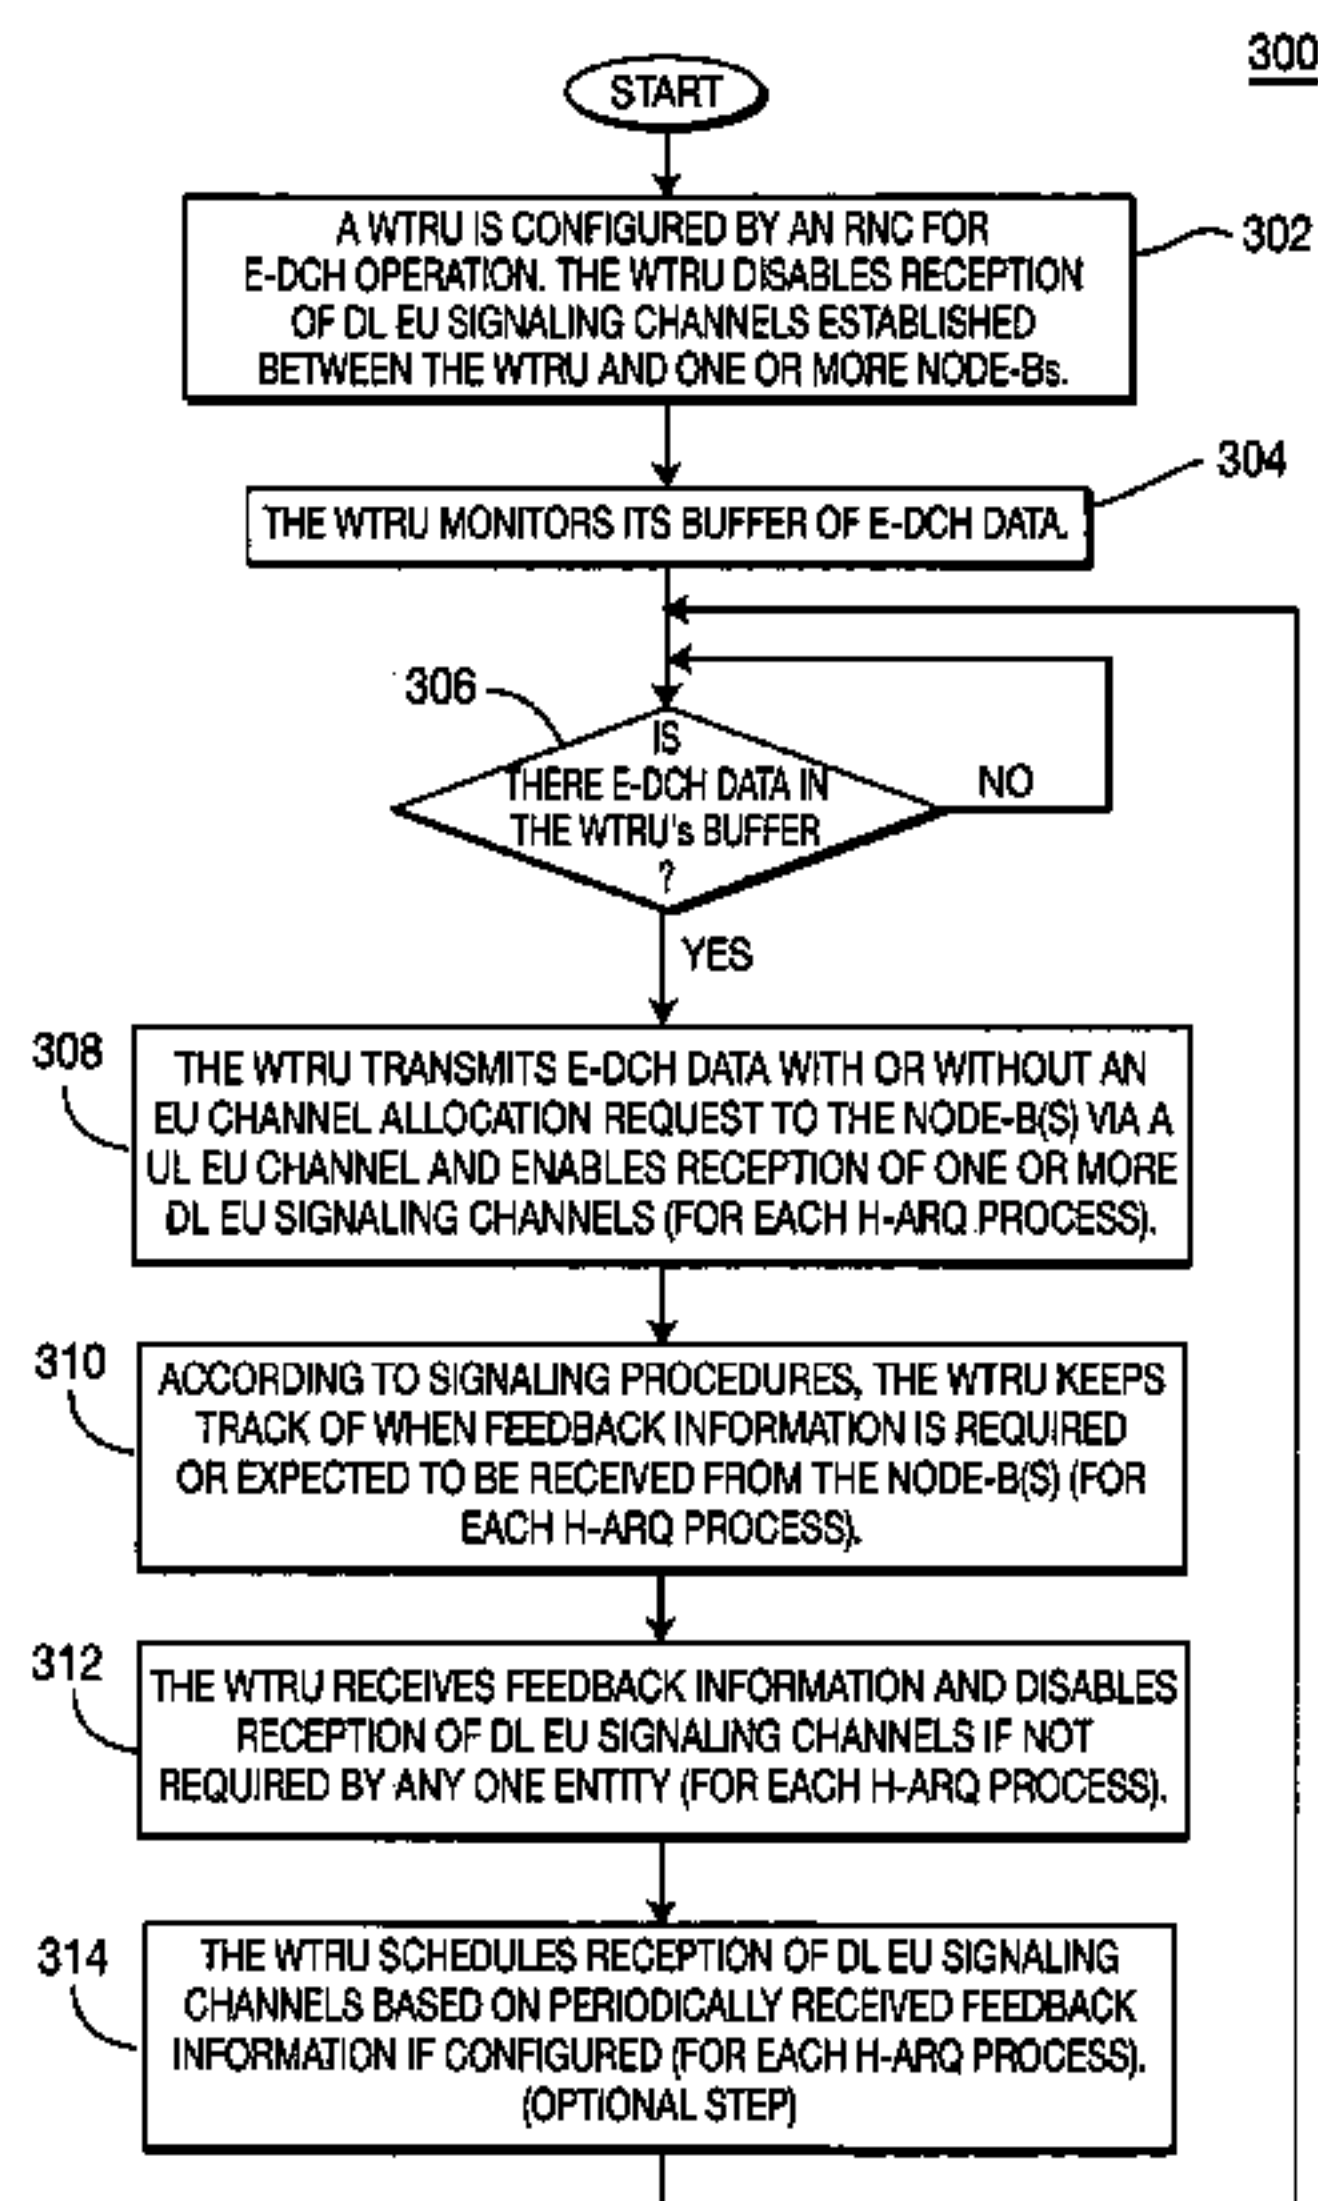 300
START
A WTRU IS CONFIGURED BY AN RNC FOR
E-DCH OPERATION. THE WTRU DISABLES RECEPTION
OF DL EU SIGNALING CHANNELS ESTABLISHED
BETWEEN THE WTRU AND ONE OR MORE NODE-Bs.
302
304
THE WTRU MONITORS ITS BUFFER OF E-DCH DATA.
306
IS
THERE E-DCH DATA IN
THE WTRU's BUFFER
?
NO
YES
308
THE WTRU TRANSMITS E-DCH DATA WITH OR WITHOUT AN
EU CHANNEL ALLOCATION REQUEST TO THE NODE-B(S) VIA A
UL EU CHANNEL AND ENABLES RECEPTION OF ONE OR MORE
DL EU SIGNALING CHANNELS (FOR EACH H-ARQ PROCESS).
310
ACCORDING TO SIGNALING PROCEDURES, THE WTRU KEEPS
TRACK OF WHEN FEEDBACK INFORMATION IS REQUIRED
OR EXPECTED TO BE RECEIVED FROM THE NODE-B(S) (FOR
EACH H-ARQ PROCESS).
312
THE WTRU RECEIVES FEEDBACK INFORMATION AND DISABLES
RECEPTION OF DL EU SIGNALING CHANNELS IF NOT
REQUIRED BY ANY ONE ENTITY (FOR EACH H-ARQ PROCESS).
314
THE WTRU SCHEDULES RECEPTION OF DL EU SIGNALING
CHANNELS BASED ON PERIODICALLY RECEIVED FEEDBACK
INFORMATION IF CONFIGURED (FOR EACH H-ARQ PROCESS).
(OPTIONAL STEP)